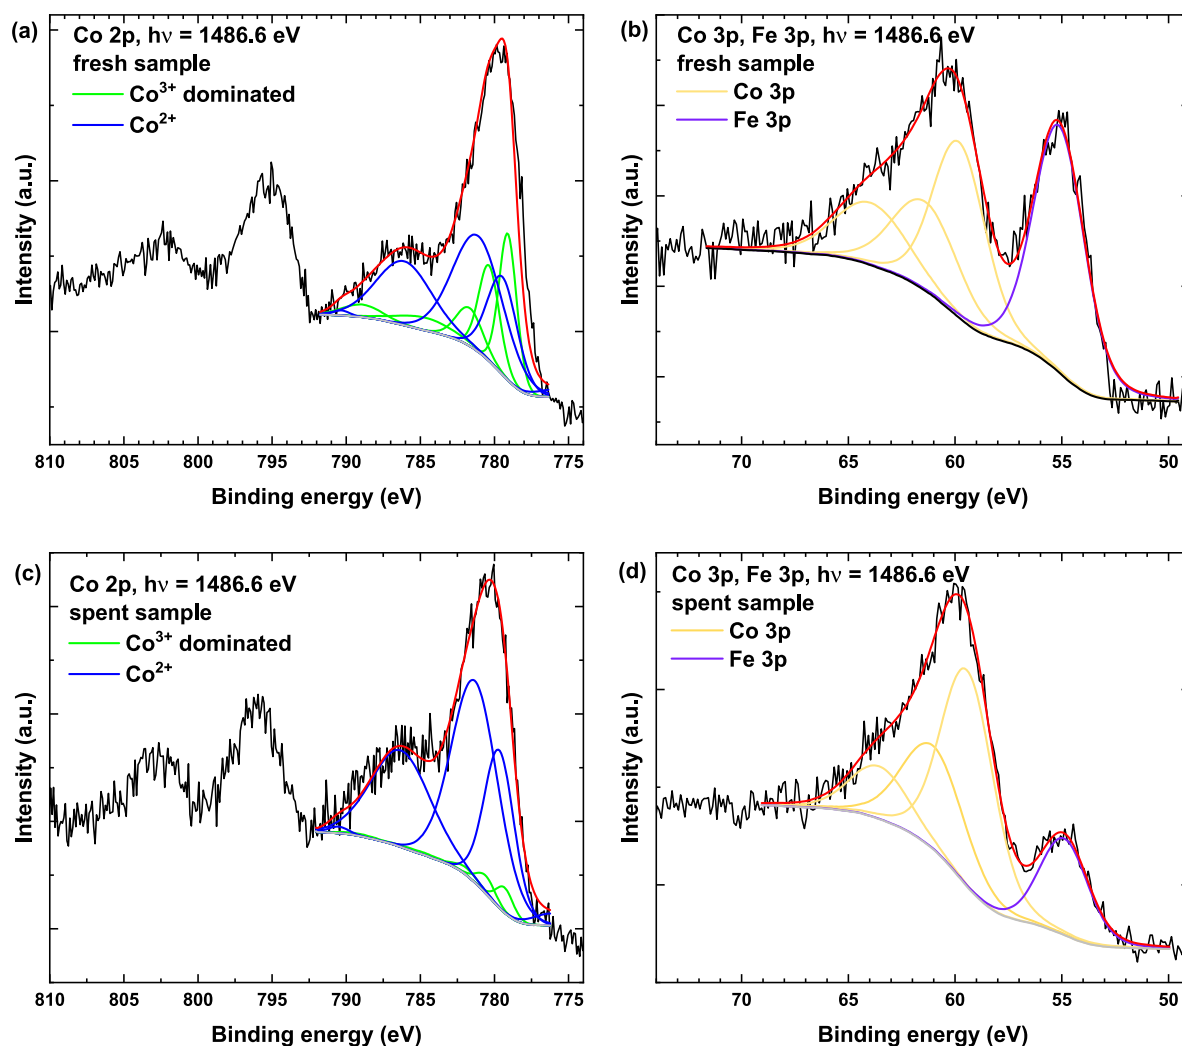 (a)
Co 2p, hν = 1486.6 eV
fresh sample
Co³⁺ dominated
Co²⁺
Intensity (a.u.)
810 805 800 795 790 785 780 775
Binding energy (eV)
(b)
Co 3p, Fe 3p, hν = 1486.6 eV
fresh sample
Co 3p
Fe 3p
Intensity (a.u.)
70 65 60 55 50
Binding energy (eV)
(c)
Co 2p, hν = 1486.6 eV
spent sample
Co³⁺ dominated
Co²⁺
Intensity (a.u.)
810 805 800 795 790 785 780 775
Binding energy (eV)
(d)
Co 3p, Fe 3p, hν = 1486.6 eV
spent sample
Co 3p
Fe 3p
Intensity (a.u.)
70 65 60 55 50
Binding energy (eV)